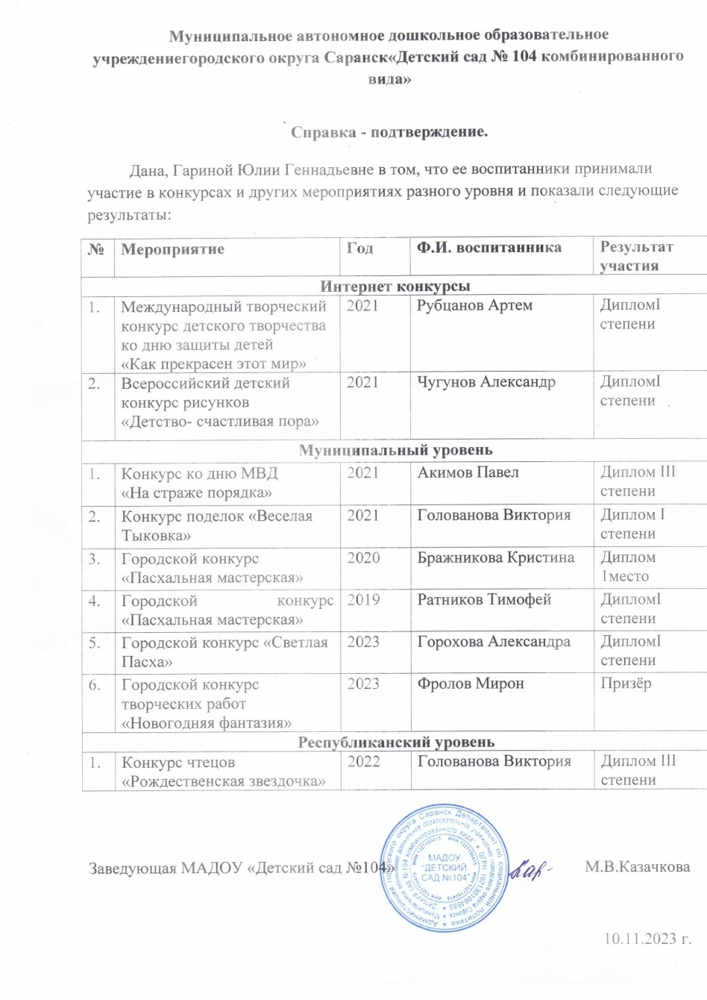 Муниципальное автономное дошкольное образовательное
учреждениегородского округа Саранск«Детский сад № 104 комбинированного
вида»
Справка - подтверждение.
Дана, Гариной Юлии Геннадьевне в том, что ее воспитанники принимали
участие в конкурсах и других мероприятиях разного уровня и показали следующие
результаты:
№ Мероприятие Год Ф.И. воспитанника Результат
участия
Интернет конкурсы
1. Международный творческий 2021 Рубцанов Артем ДипломI
конкурс детского творчества степени
ко дню защиты детей
«Как прекрасен этот мир»
2. Всероссийский детский 2021 Чугунов Александр ДипломI
конкурс рисунков степени
«Детство- счастливая пора»
Муниципальный уровень
1. Конкурс ко дню МВД 2021 Акимов Павел Диплом III
«На страже порядка» степени
2. Конкурс поделок «Веселая 2021 Голованова Виктория Диплом I
Тыковка» степени
3. Городской конкурс 2020 Бражникова Кристина Диплом
«Пасхальная мастерская» 1место
4. Городской конкурс 2019 Ратников Тимофей ДипломI
«Пасхальная мастерская» степени
5. Городской конкурс «Светлая 2023 Горохова Александра ДипломI
Пасха» степени
6. Городской конкурс 2023 Фролов Мирон Призёр
творческих работ
«Новогодняя фантазия»
Республиканский уровень
1. Конкурс чтецов 2022 Голованова Виктория Диплом III
«Рождественская звездочка» степени
Заведующая МАДОУ «Детский сад №104» М.В.Казачкова
МАДОУ
"ДЕТСКИЙ
САД №104"
10.11.2023 г.